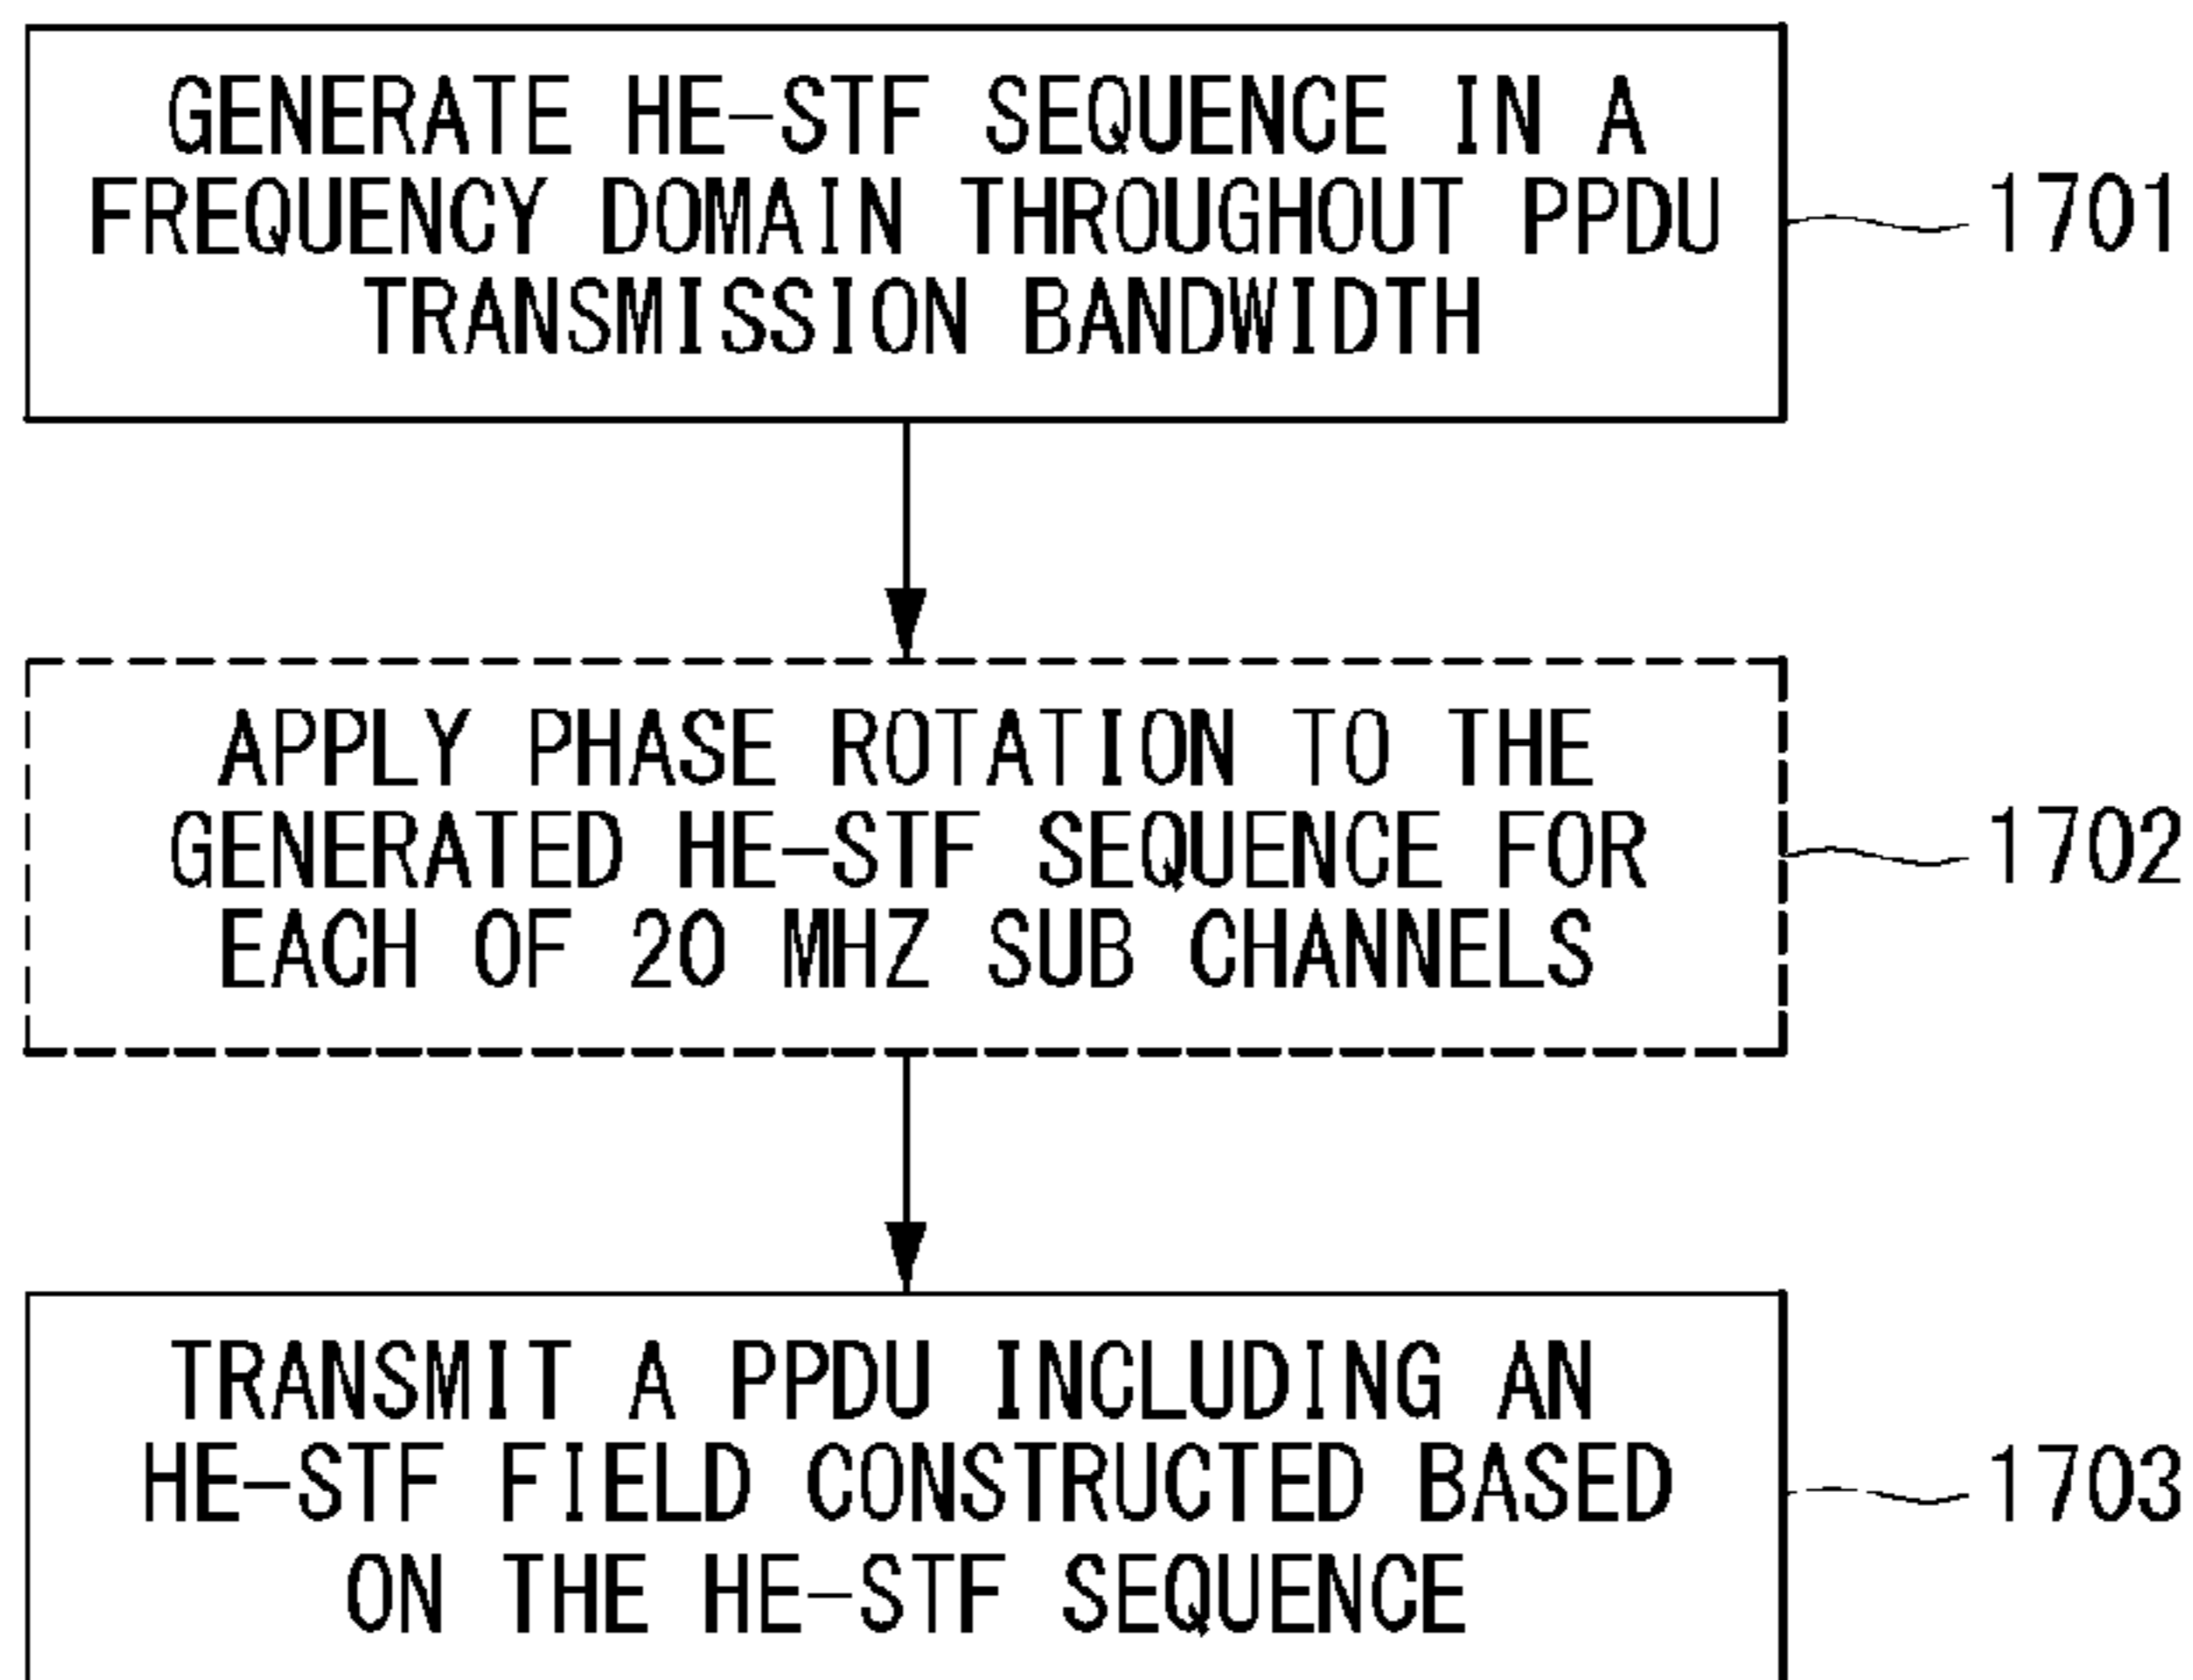 GENERATE HE-STF SEQUENCE IN A
FREQUENCY DOMAIN THROUGHOUT PPDU
TRANSMISSION BANDWIDTH
1701
APPLY PHASE ROTATION TO THE
GENERATED HE-STF SEQUENCE FOR
EACH OF 20 MHZ SUB CHANNELS
1702
TRANSMIT A PPDU INCLUDING AN
HE-STF FIELD CONSTRUCTED BASED
ON THE HE-STF SEQUENCE
1703